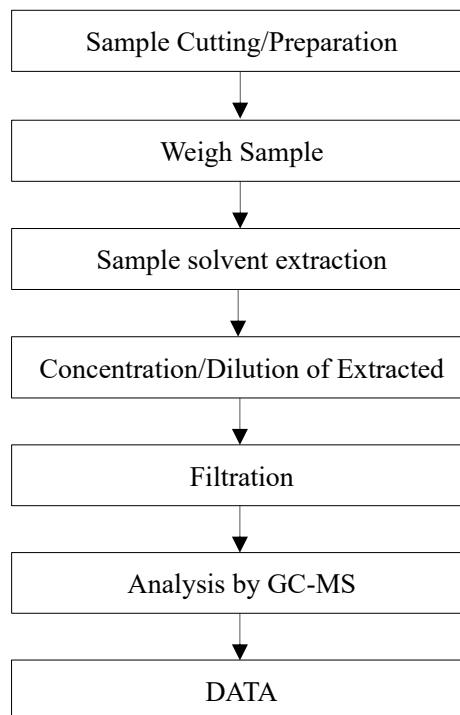 Sample Cutting/Preparation
Weigh Sample
Sample solvent extraction
Concentration/Dilution of Extracted
Filtration
Analysis by GC-MS
DATA